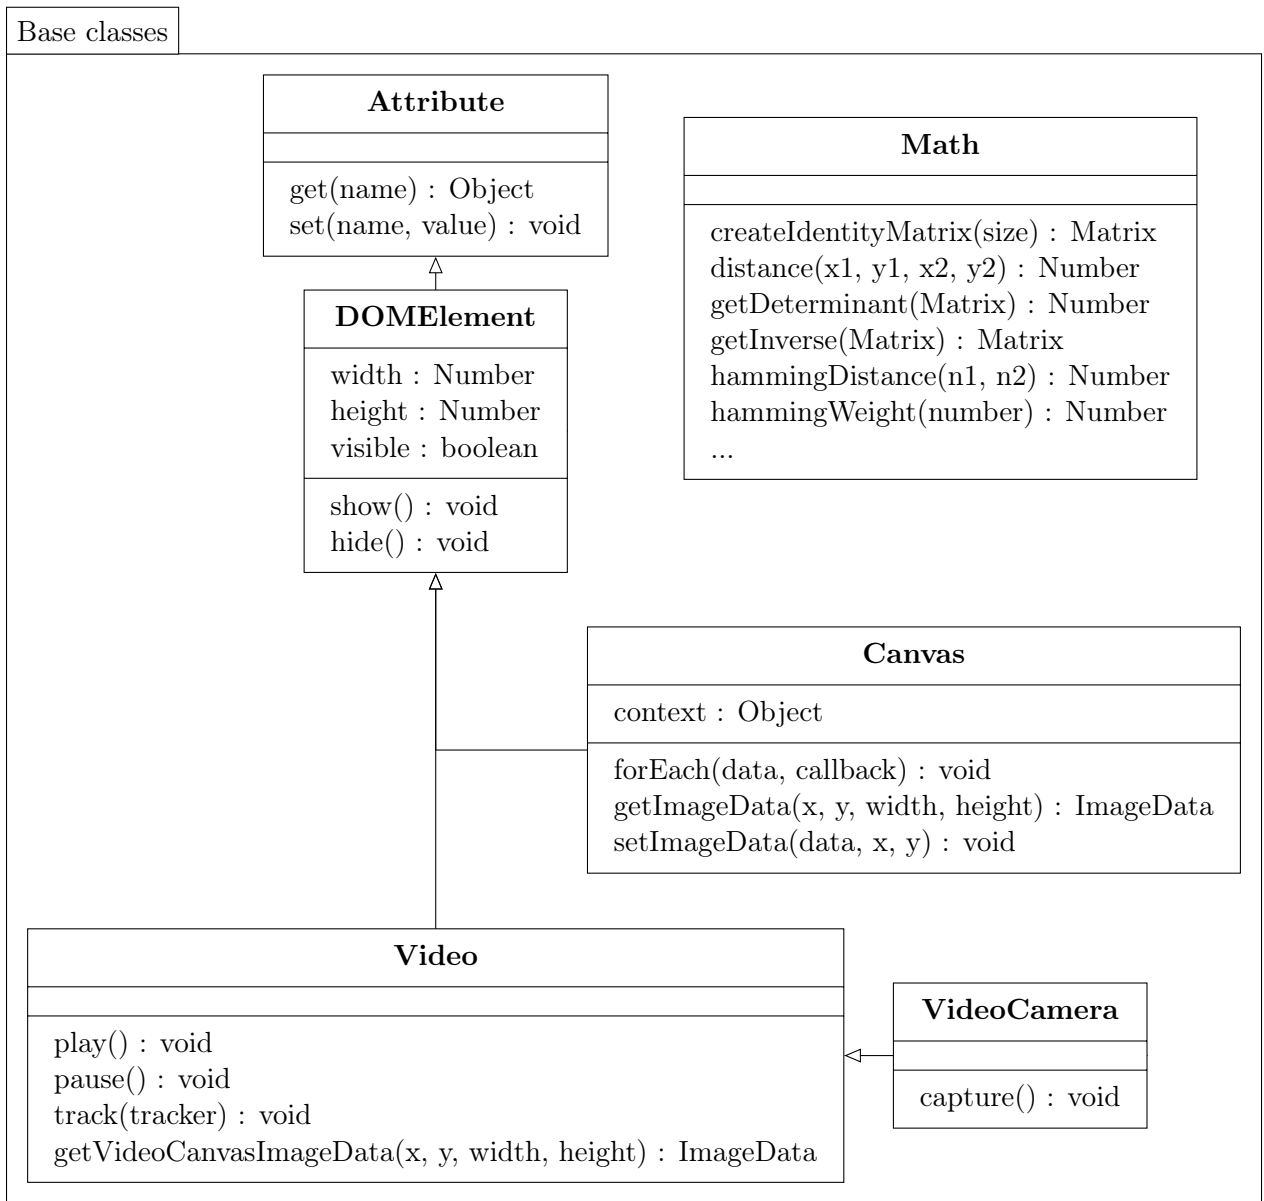 Base classes
Attribute
get(name) : Object
set(name, value) : void
Math
createIdentityMatrix(size) : Matrix
distance(x1, y1, x2, y2) : Number
getDeterminant(Matrix) : Number
getInverse(Matrix) : Matrix
hammingDistance(n1, n2) : Number
hammingWeight(number) : Number
...
DOMElement
width : Number
height : Number
visible : boolean
show() : void
hide() : void
Canvas
context : Object
forEach(data, callback) : void
getImageData(x, y, width, height) : ImageData
setImageData(data, x, y) : void
Video
play() : void
pause() : void
track(tracker) : void
getVideoCanvasImageData(x, y, width, height) : ImageData
VideoCamera
capture() : void